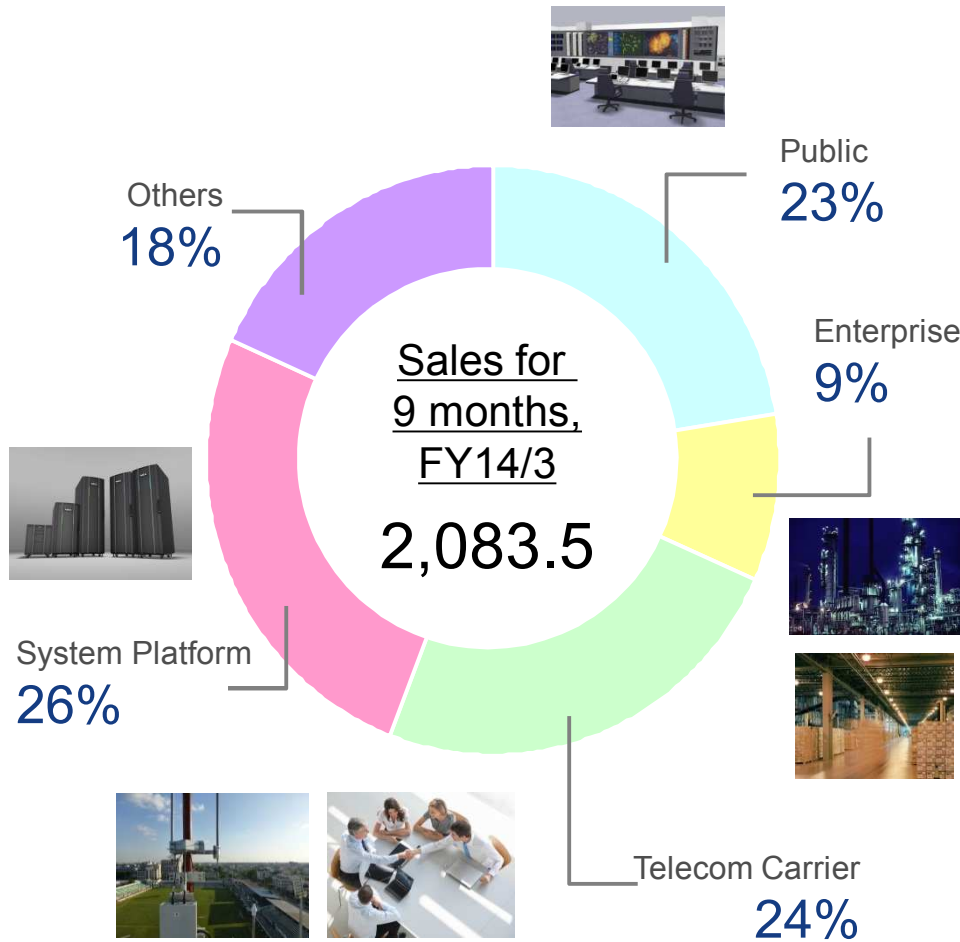 Public
23%
Others
18%
Enterprise
9%
Sales for
9 months,
FY14/3
2,083.5
System Platform
26%
Telecom Carrier
24%